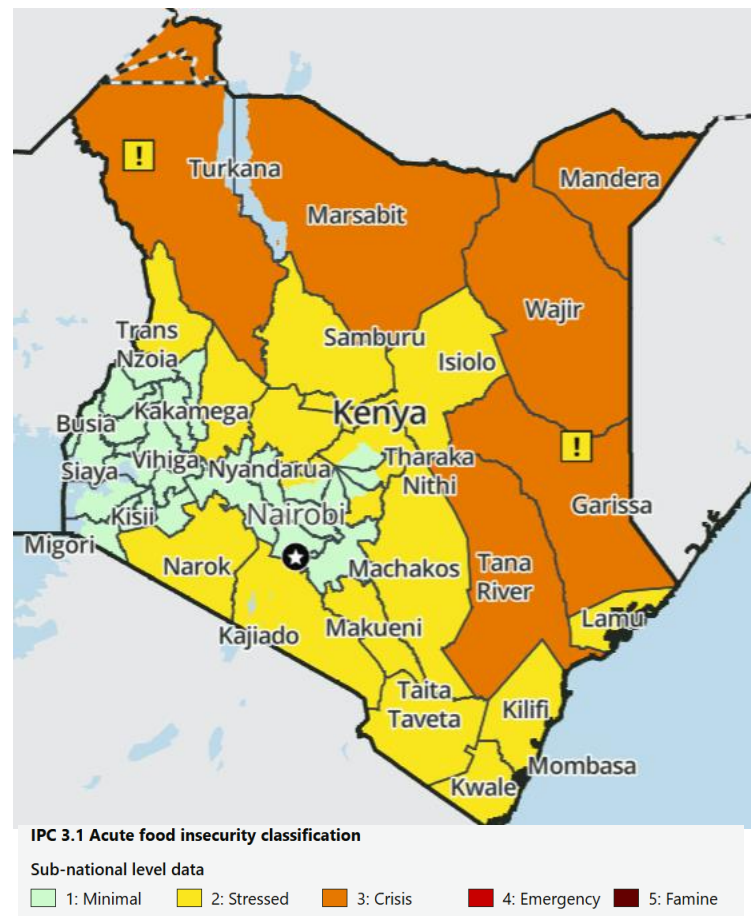 !
Turkana
Mandera
Marsabit
Wajir
Trans
Nzoia
Samburu
Isiolo
Kakamega
Kenya
Busia
!
Vihiga
Nyandarua
Tharaka
Nithi
Siaya
Garissa
Kisii
Nairobi
Migori
Narok
Machakos
Tana
River
Lamu
Kajiado
Makueni
Taita
Taveta
Kilifi
Mombasa
Kwale
IPC 3.1 Acute food insecurity classification
Sub-national level data
1: Minimal 2: Stressed 3: Crisis 4: Emergency 5: Famine